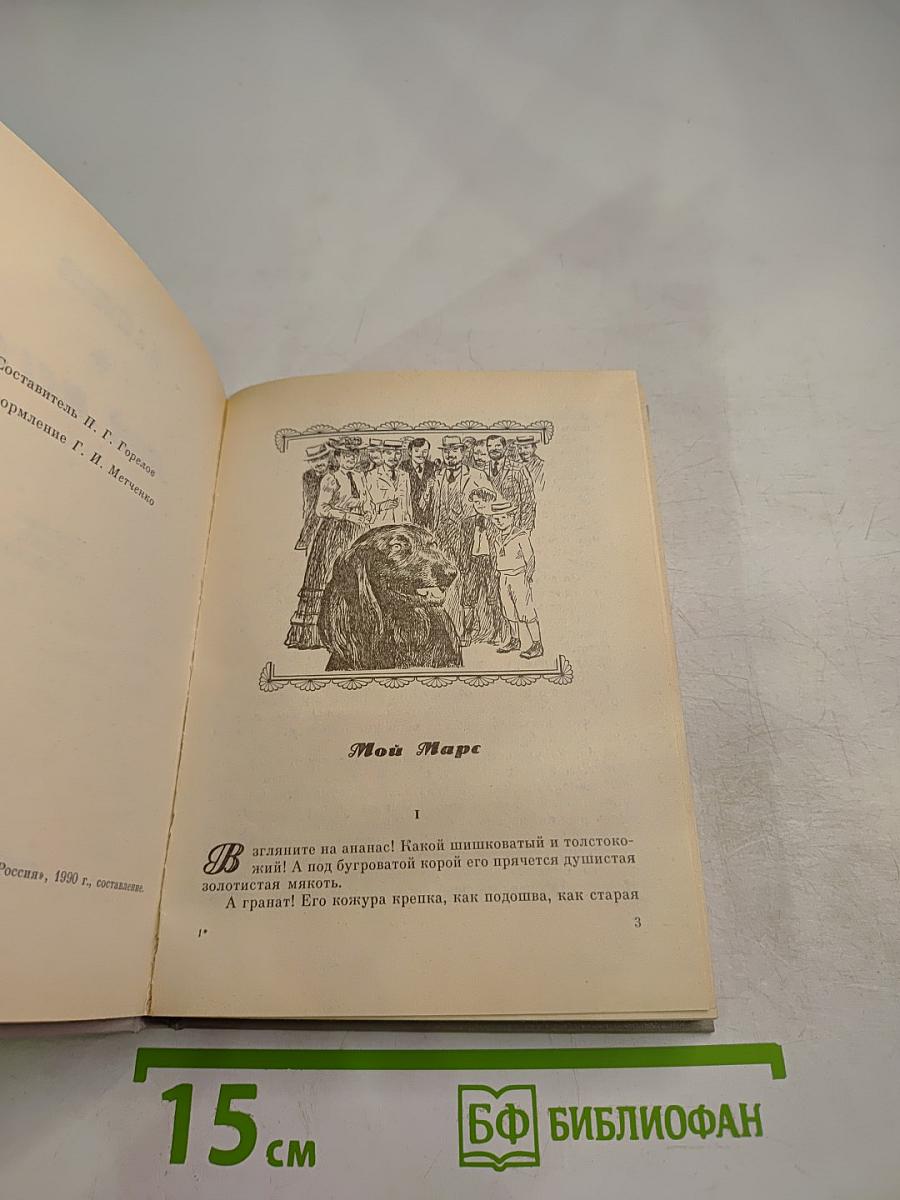 Составитель П. Г. Горелов
формление Г. И. Метченко
Россия», 1990 г., составление.
Мой Марс
I
Взгляните на ананас! Какой шишковатый и толстоко-
жий! А под бугроватой корой его прячется душистая
золотистая мякоть.
А гранат! Его кожура крепка, как подошва, как старая
1*
3
15 см
БФ БИБЛИОФАН